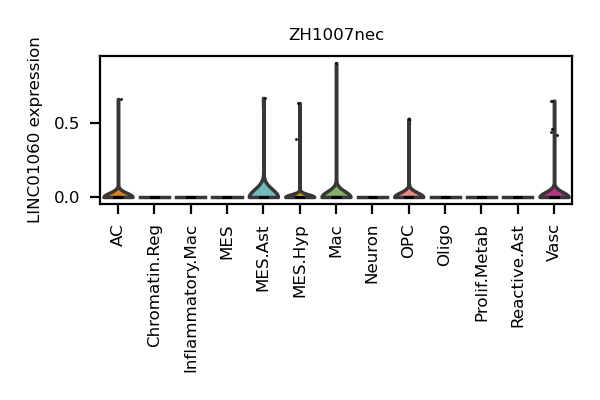 ZH1007nec
LINC01060 expression
0.5
0.0
AC
Chromatin.Reg
Inflammatory.Mac
MES
MES.Ast
MES.Hyp
Mac
Neuron
OPC
Oligo
Prolif.Metab
Reactive.Ast
Vasc